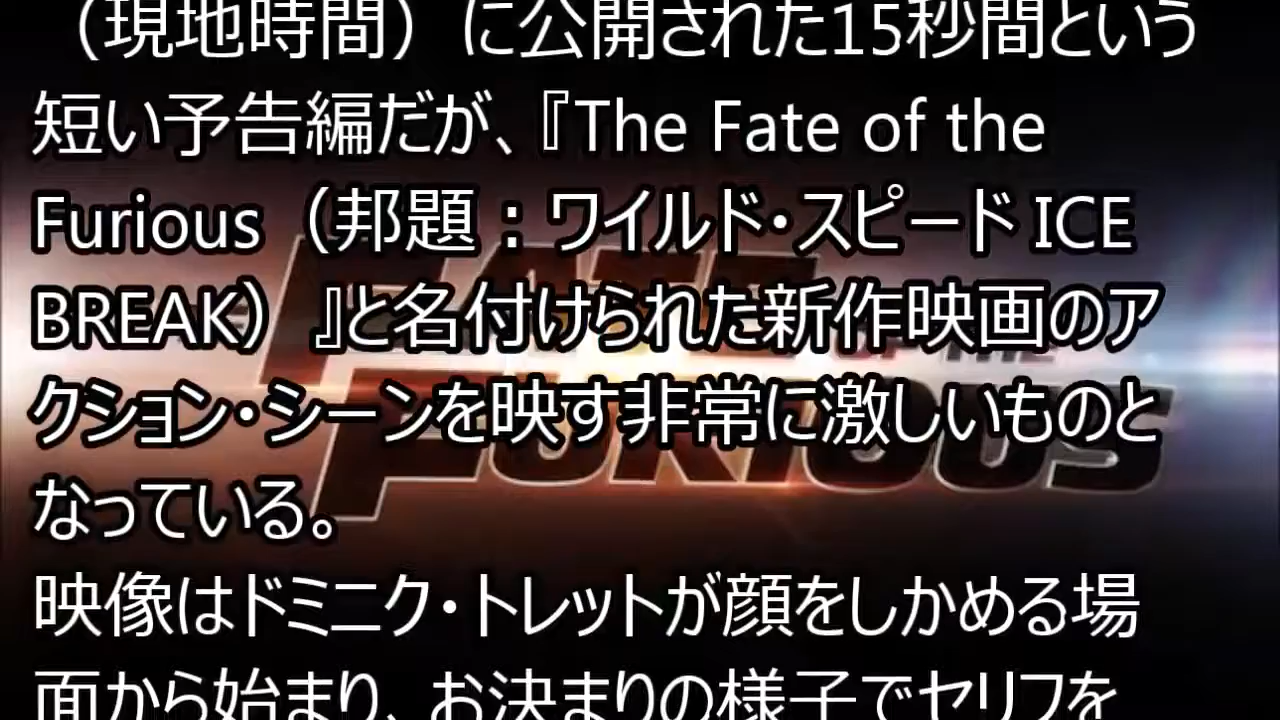 （現地時間）に公開された15秒間という
短い予告編だが、『The Fate of the
Furious（邦題：ワイルド・スピード ICE
BREAK）』と名付けられた新作映画のア
クション・シーンを映す非常に激しいものと
なっている。
映像はドミニク・トレットが顔をしかめる場
面から始まり、お決まりの様子でセリフを
FATE
OF THE
FURIOUS